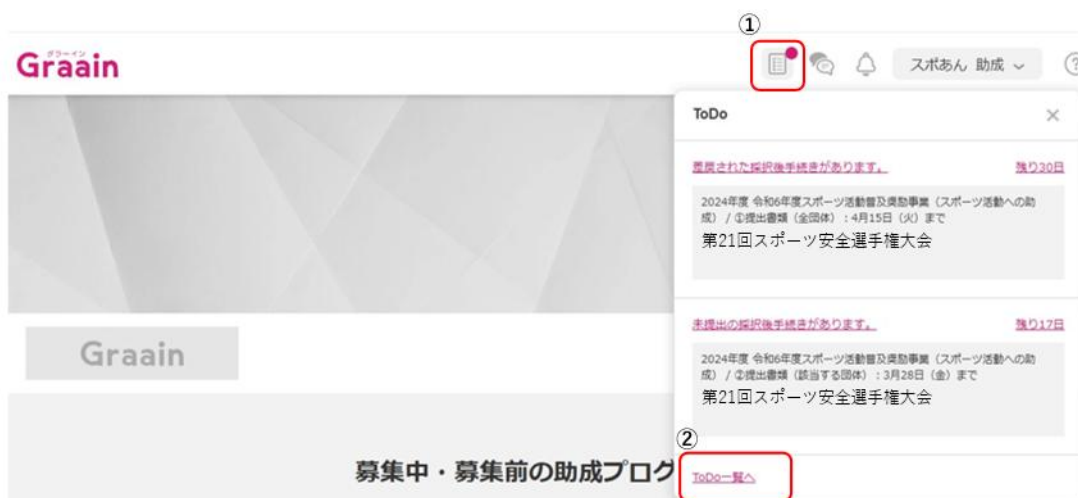 ①
グラーイン
Graain
スポあん 助成
?
ToDo
×
差戻された採択後手続きがあります。 残り30日
2024年度 令和6年度スポーツ活動普及奨励事業（スポーツ活動への助
成） / ①提出書類（全団体）：4月15日（火）まで
第21回スポーツ安全選手権大会
未提出の採択後手続きがあります。 残り17日
2024年度 令和6年度スポーツ活動普及奨励事業（スポーツ活動への助
成） / ②提出書類（該当する団体）：3月28日（金）まで
第21回スポーツ安全選手権大会
Graain
②
募集中・募集前の助成プログ
ToDo一覧へ